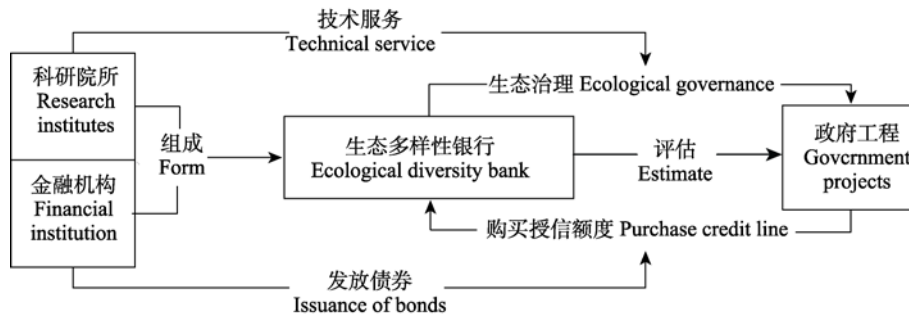 技术服务
Technical service
科研院所
Research
institutes
组成
Form
金融机构
Financial
institution
生态多样性银行
Ecological diversity bank
生态治理 Ecological governance
评估
Estimate
政府工程
Govcrnment
projects
购买授信额度 Purchase credit line
发放债券
Issuance of bonds